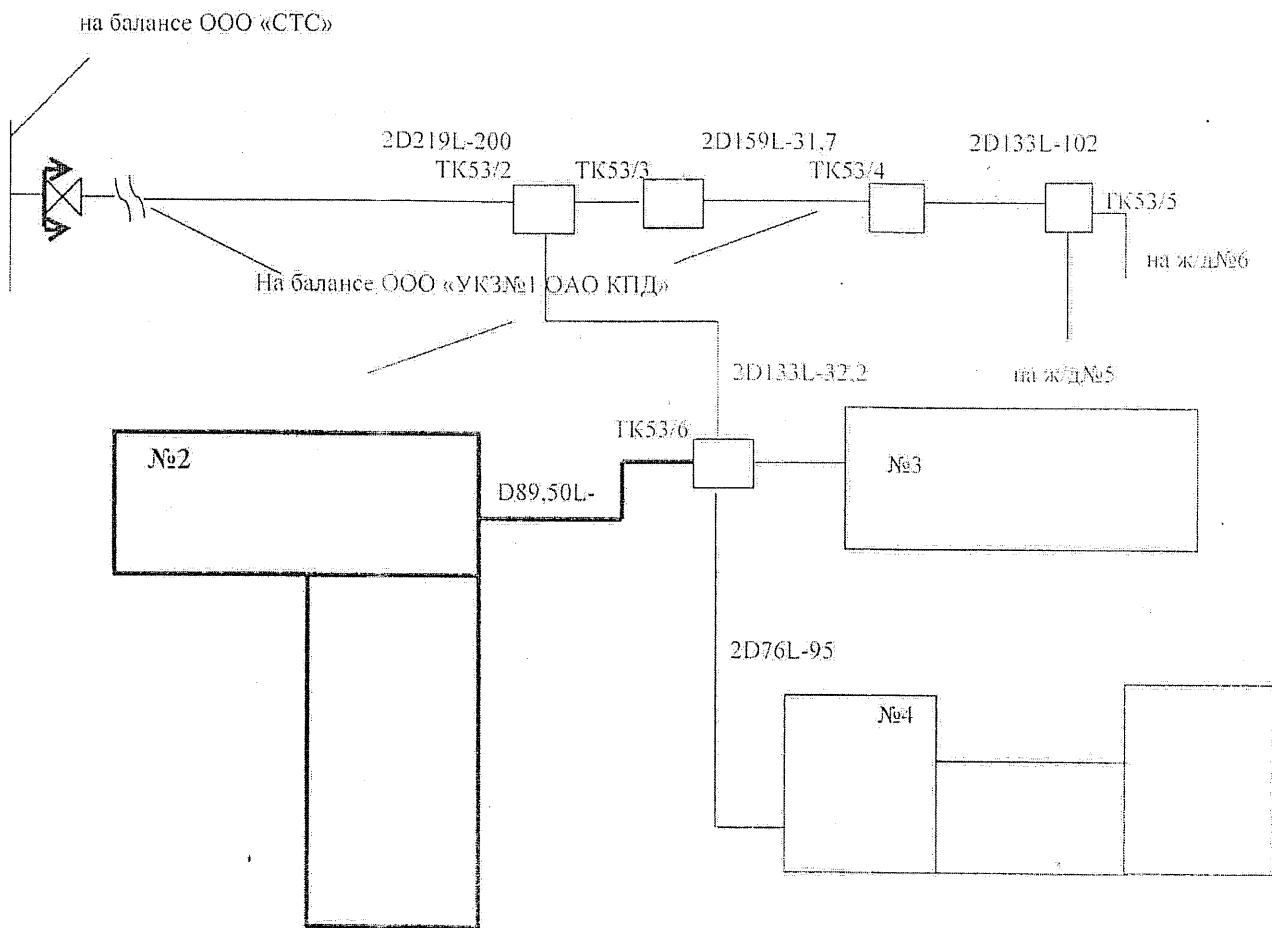 на балансе ООО «СТС»
2D219L-200
2D159L-31,7
2D133L-102
ТК53/2
ТК53/3
ТК53/4
ТК53/5
на ж/д№6
На балансе ООО «УКЗ№1 ОАО КПД»
2D133L-32,2
на ж/д№5
ТК53/6
№2
№3
D89,50L-
2D76L-95
№4